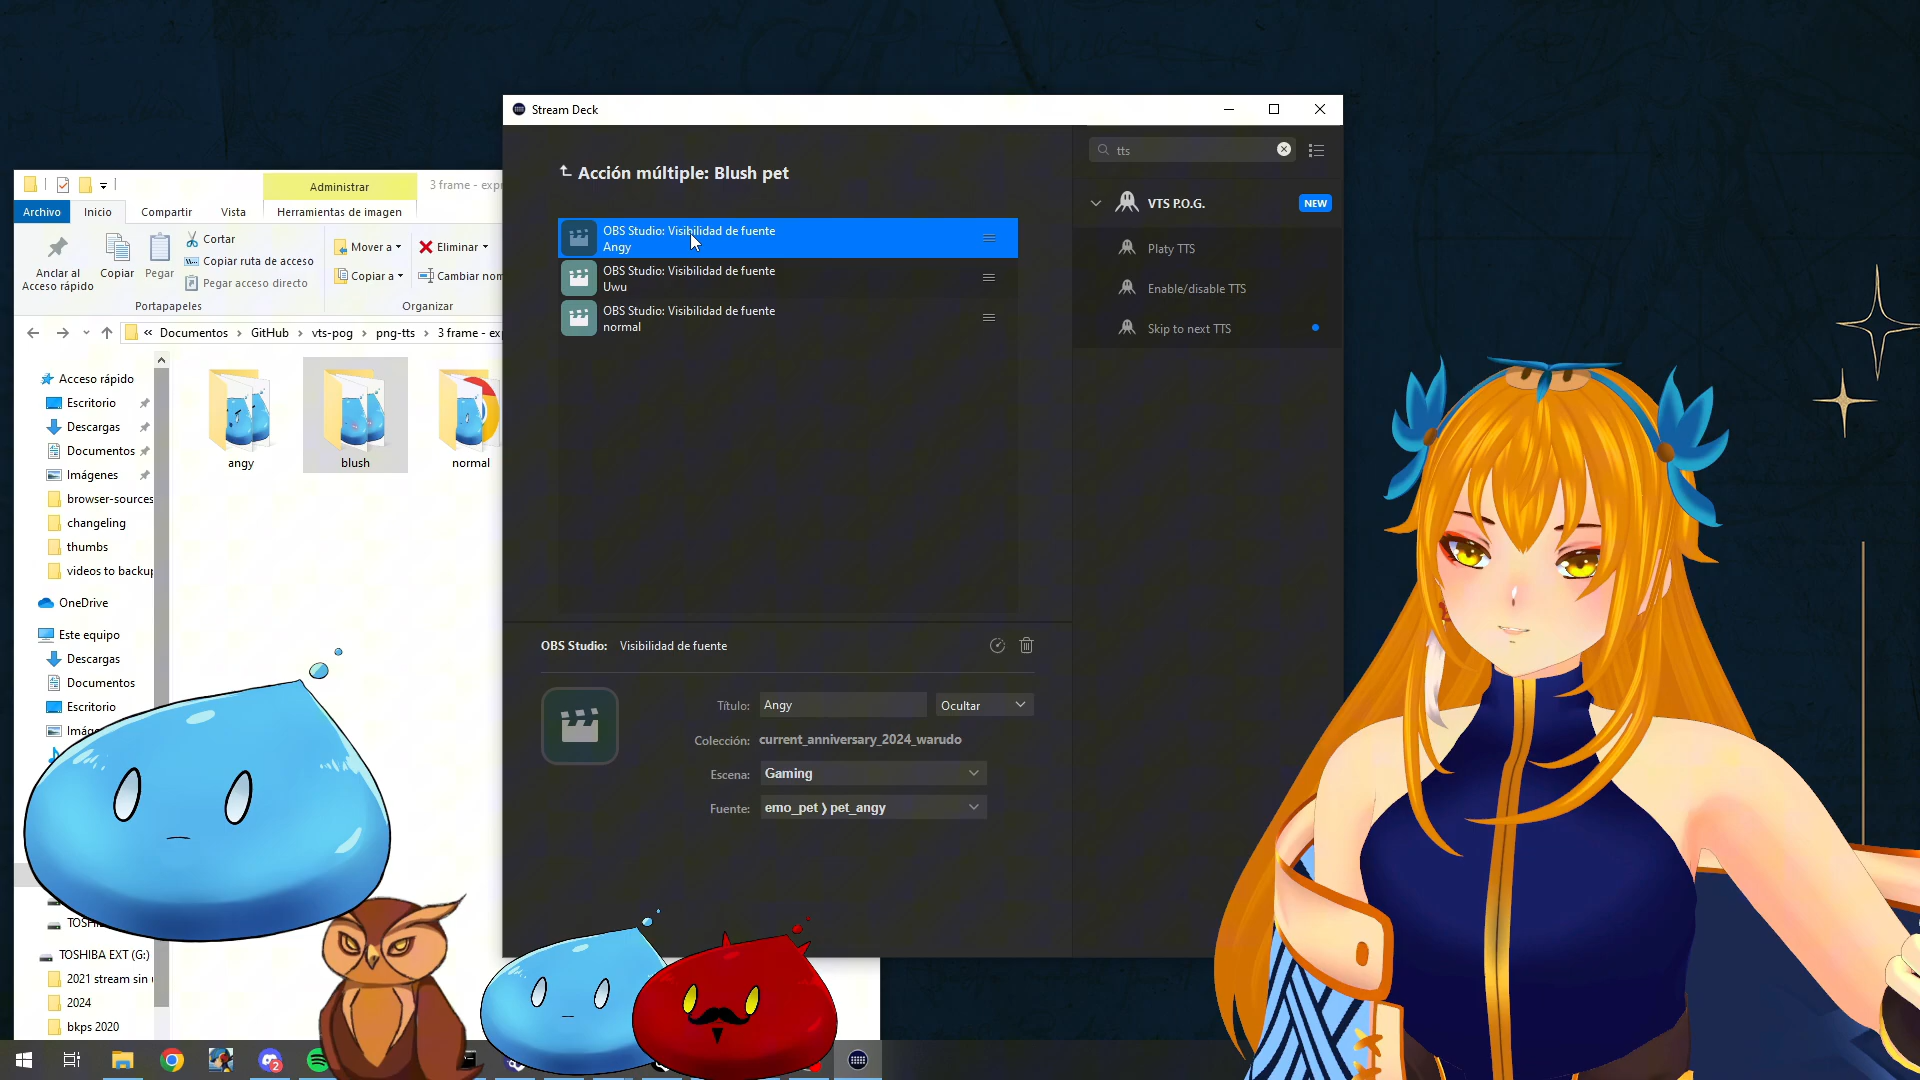 Stream Deck
tts
Acción múltiple: Blush pet
VTS P.O.G.
NEW
OBS Studio: Visibilidad de fuente
Angy
OBS Studio: Visibilidad de fuente
Uwu
OBS Studio: Visibilidad de fuente
normal
Platy TTS
Enable/disable TTS
Skip to next TTS
OBS Studio: Visibilidad de fuente
Título: Angy Ocultar
Colección: current_anniversary_2024_warudo
Escena: Gaming
Fuente: emo_pet ❭ pet_angy
Administrar
3 frame - expr
Archivo Inicio Compartir Vista Herramientas de imagen
Anclar al
Acceso rápido
Copiar
Pegar
Cortar
Copiar ruta de acceso
Pegar acceso directo
Mover a
Copiar a
Eliminar
Cambiar nom
Portapapeles
Organizar
« Documentos › GitHub › vts-pog › png-tts › 3 frame - exp
Acceso rápido
Escritorio
Descargas
Documentos
Imágenes
browser-sources
changeling
thumbs
videos to backup
OneDrive
Este equipo
Descargas
Documentos
Escritorio
TOSHIBA EXT (G:)
2021 stream sin
2024
bkps 2020
angy
blush
normal
2